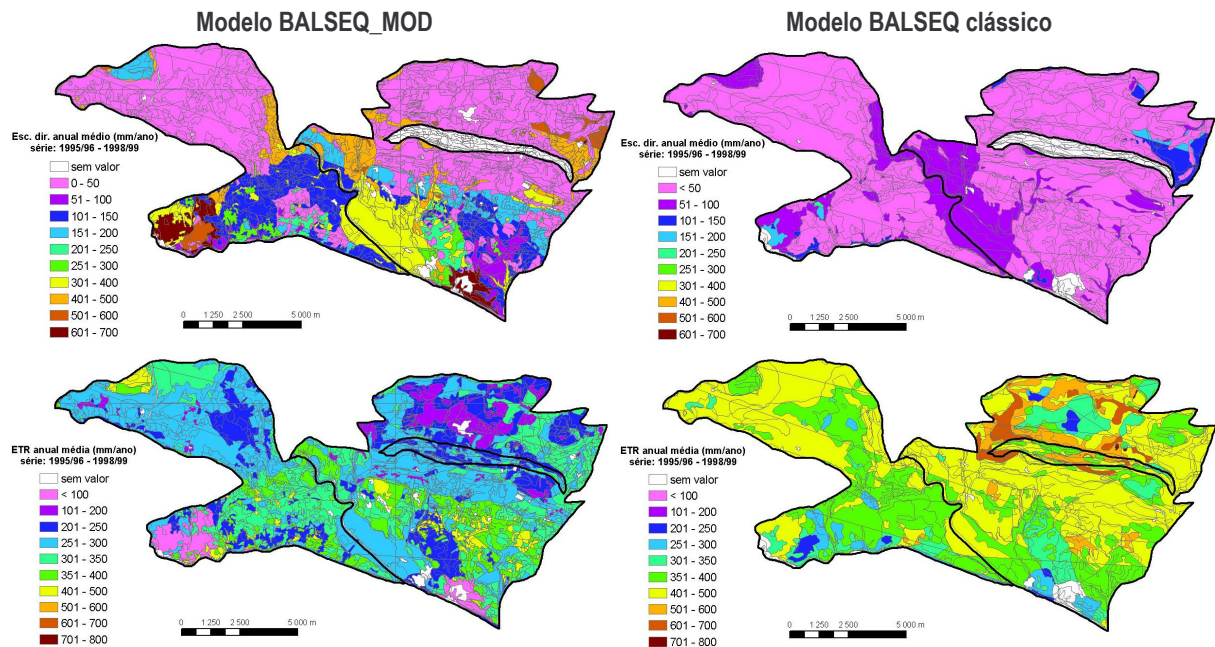 Modelo BALSEQ_MOD
Modelo BALSEQ clássico
Esc. dir. anual médio (mm/ano)
série: 1995/96 - 1998/99
sem valor
0 - 50
51 - 100
101 - 150
151 - 200
201 - 250
251 - 300
301 - 400
401 - 500
501 - 600
601 - 700
0 1 250 2 500 5 000 m
Esc. dir. anual médio (mm/ano)
série: 1995/96 - 1998/99
sem valor
< 50
51 - 100
101 - 150
151 - 200
201 - 250
251 - 300
301 - 400
401 - 500
501 - 600
601 - 700
0 1 250 2 500 5 000 m
ETR anual média (mm/ano)
série: 1995/96 - 1998/99
sem valor
< 100
101 - 200
201 - 250
251 - 300
301 - 350
351 - 400
401 - 500
501 - 600
601 - 700
701 - 800
0 1 250 2 500 5 000 m
ETR anual média (mm/ano)
série: 1995/96 - 1998/99
sem valor
< 100
101 - 200
201 - 250
251 - 300
301 - 350
351 - 400
401 - 500
501 - 600
601 - 700
701 - 800
0 1 250 2 500 5 000 m